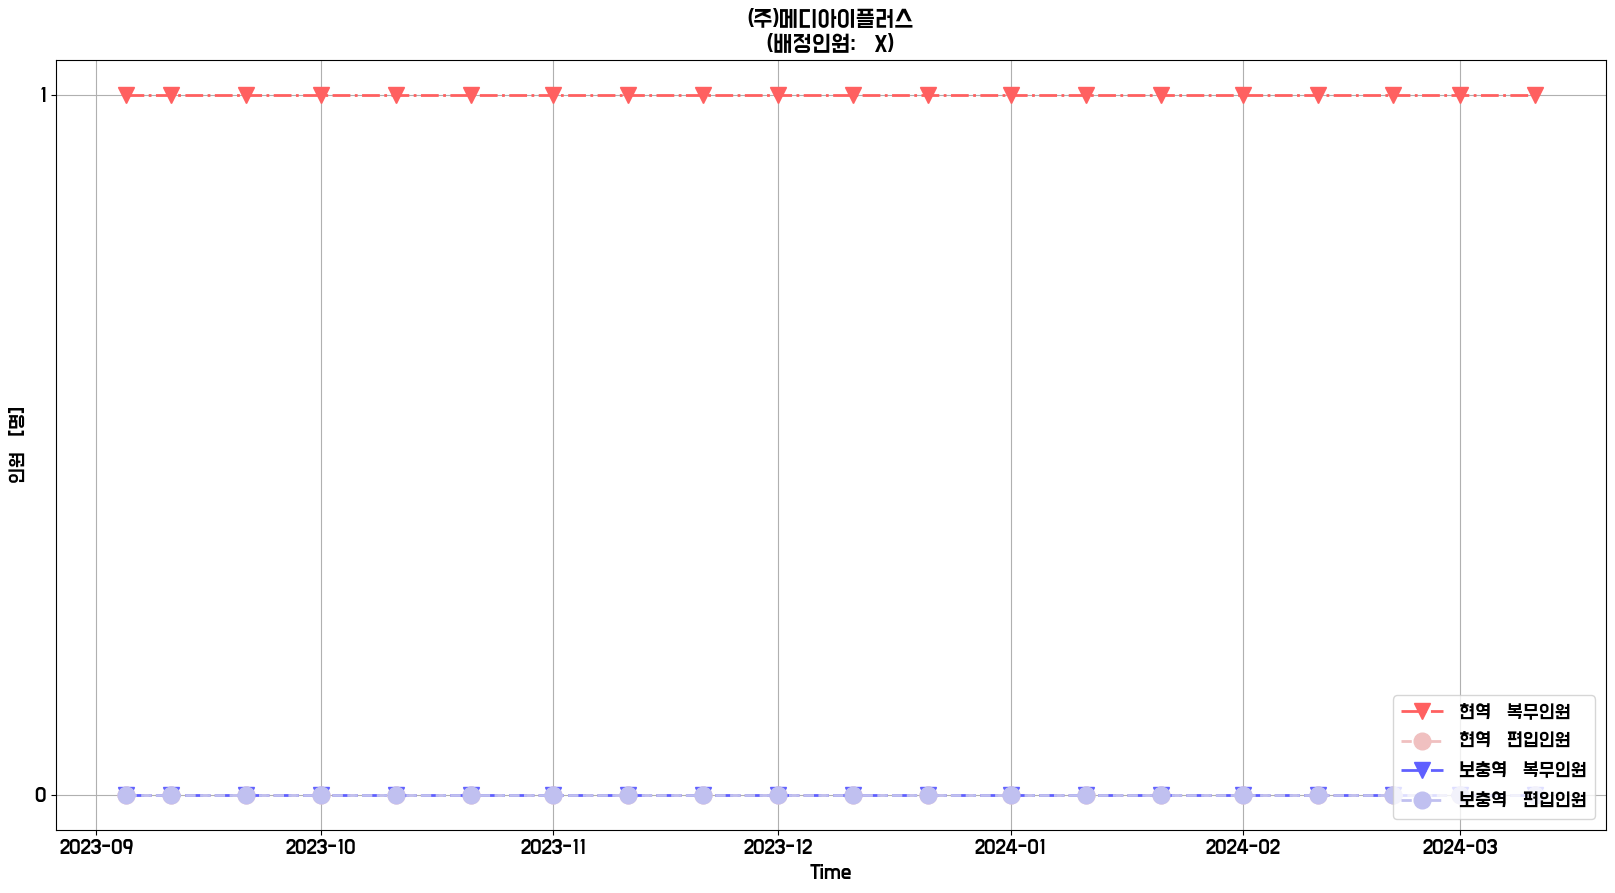 (주)메디아이플러스
(배정인원: X)
인원 [명]
1
0
2023-09
2023-10
2023-11
2023-12
2024-01
2024-02
2024-03
Time
현역 복무인원
현역 편입인원
보충역 복무인원
보충역 편입인원